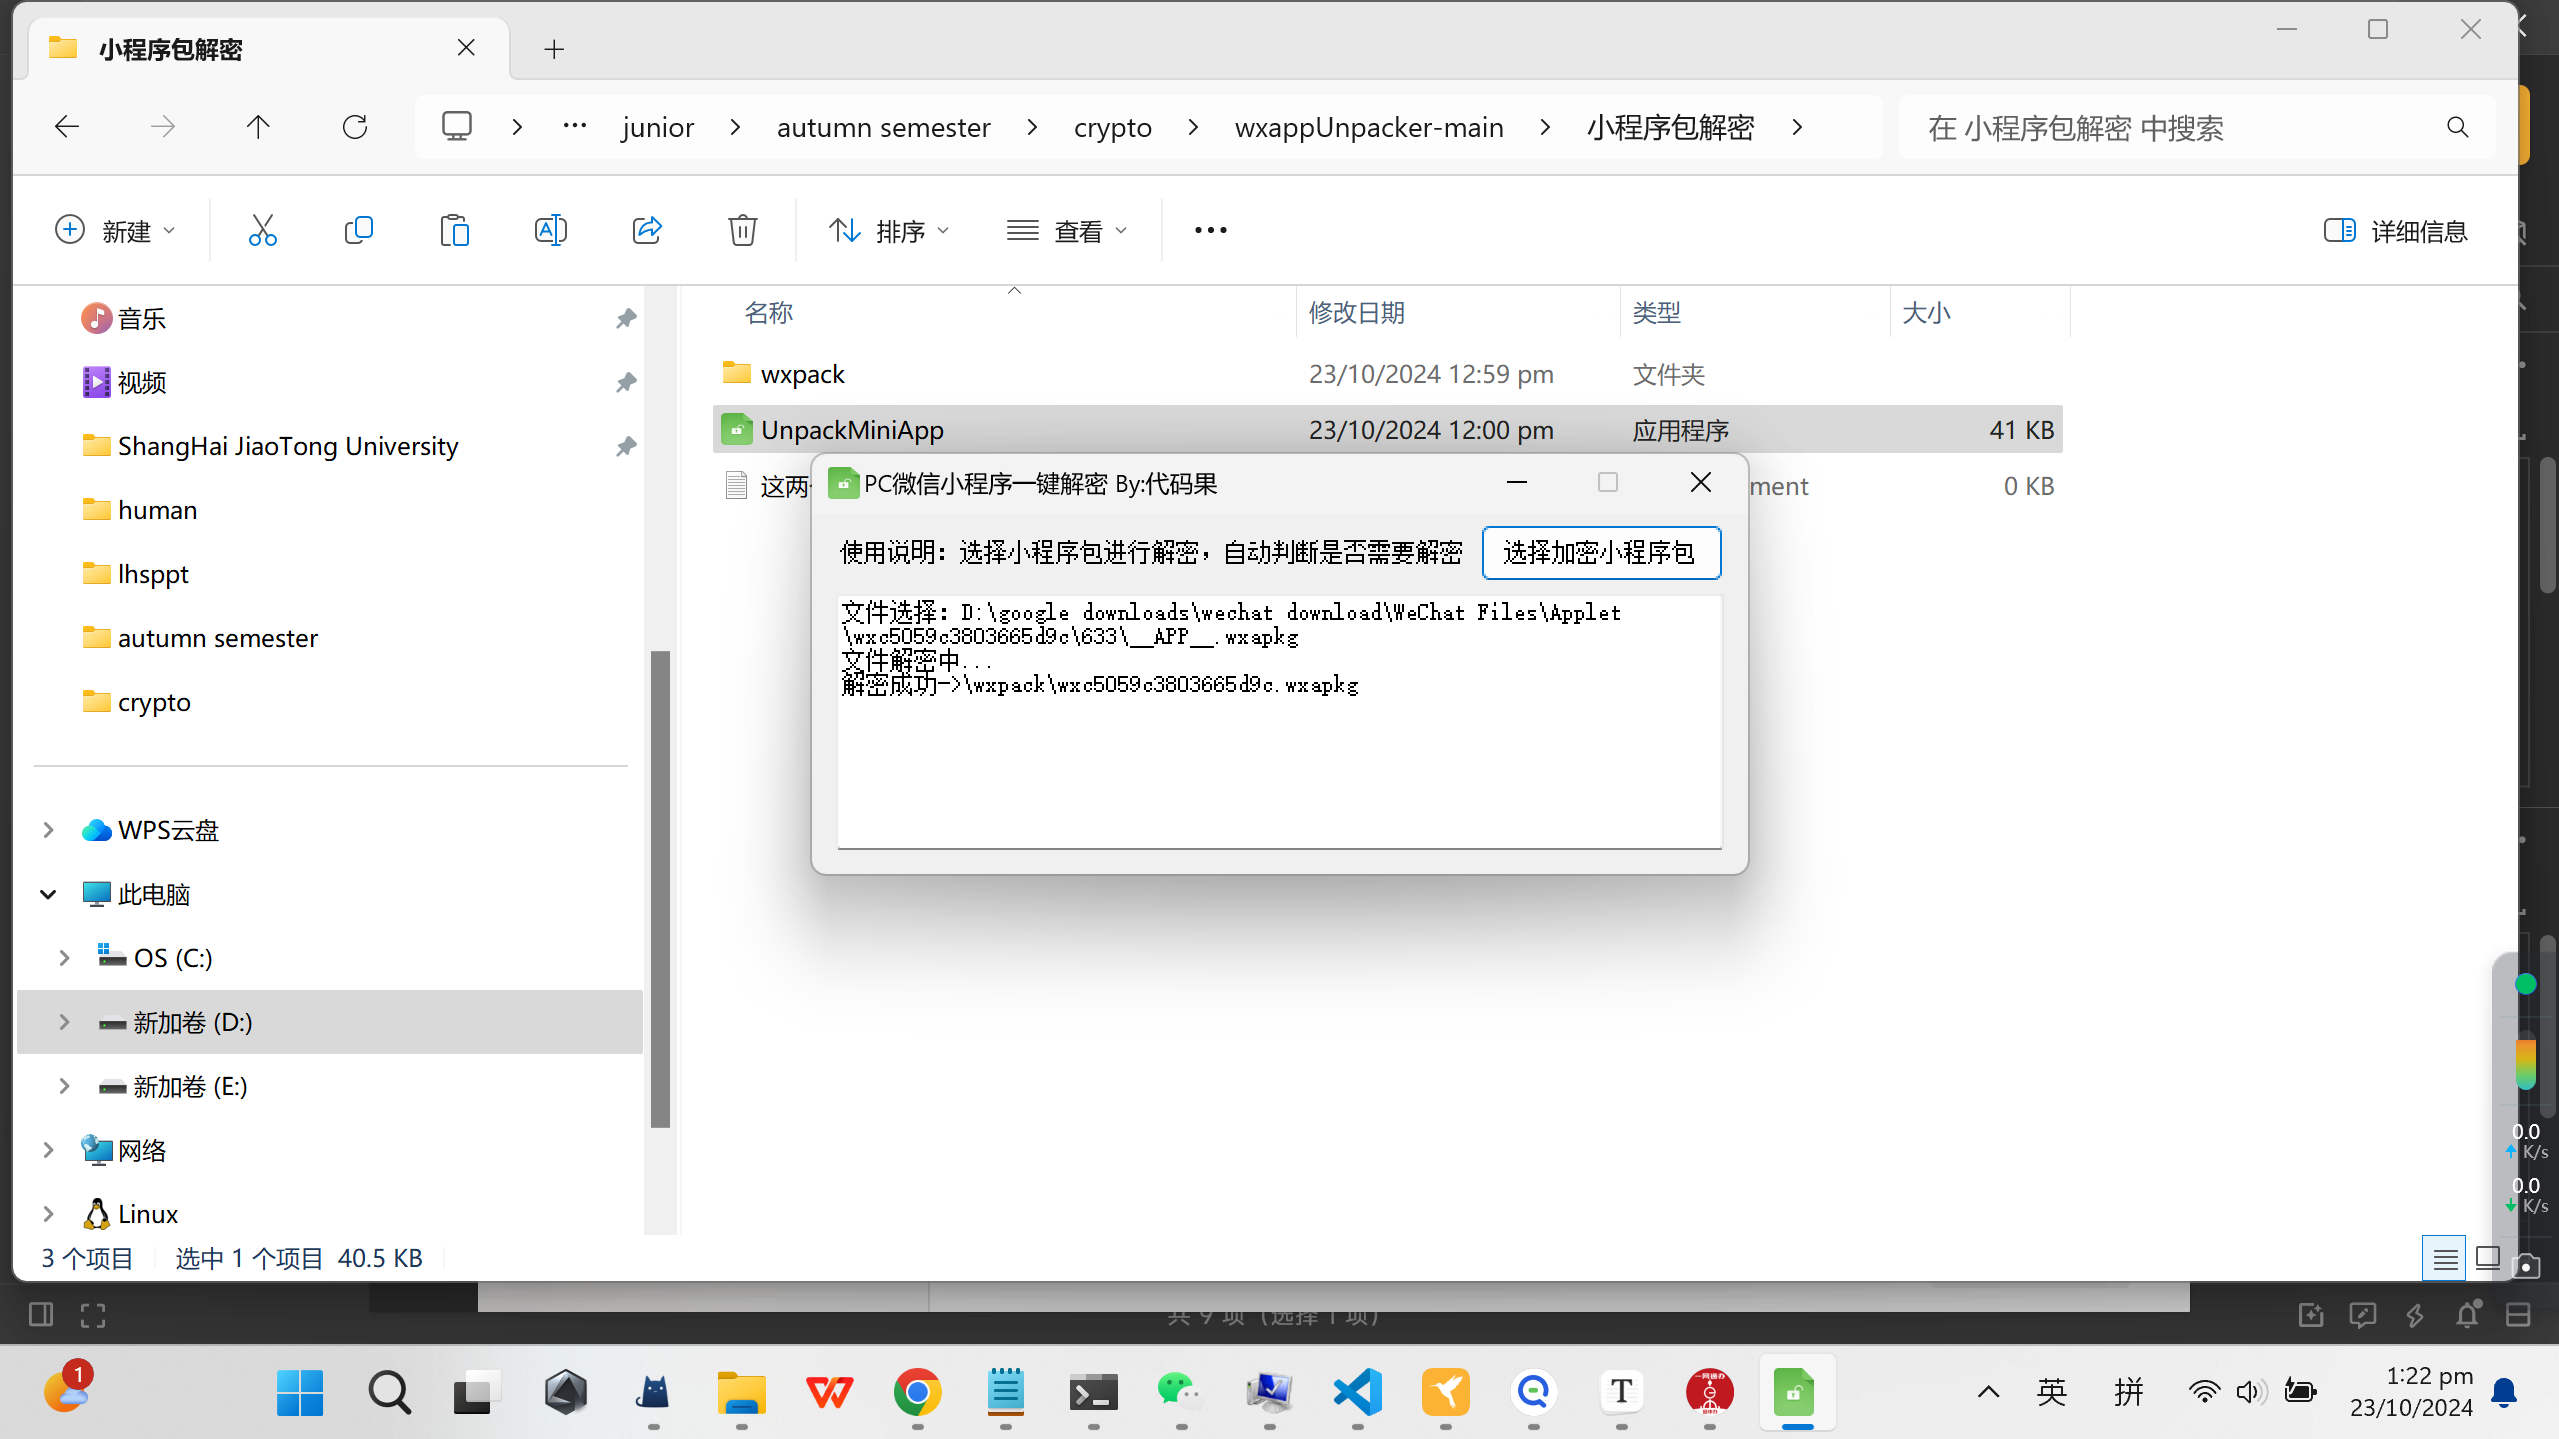 小程序包解密
junior
autumn semester
crypto
wxappUnpacker-main
小程序包解密
在 小程序包解密 中搜索
新建
排序
查看
详细信息
音乐
视频
ShangHai JiaoTong University
human
lhsppt
autumn semester
crypto
WPS云盘
此电脑
OS (C:)
新加卷 (D:)
新加卷 (E:)
网络
Linux
名称 修改日期 类型 大小
wxpack 23/10/2024 12:59 pm 文件夹
UnpackMiniApp 23/10/2024 12:00 pm 应用程序 41 KB
这两 ment 0 KB
PC微信小程序一键解密 By:代码果
使用说明：选择小程序包进行解密，自动判断是否需要解密
选择加密小程序包
文件选择：D:\google downloads\wechat download\WeChat Files\Applet
\wxc5059c3803665d9c\633\__APP__.wxapkg
文件解密中...
解密成功->\wxpack\wxc5059c3803665d9c.wxapkg
3 个项目 选中 1 个项目 40.5 KB
0.0
K/s
0.0
K/s
共 9 项（选择 1 项）
1
英
拼
1:22 pm
23/10/2024